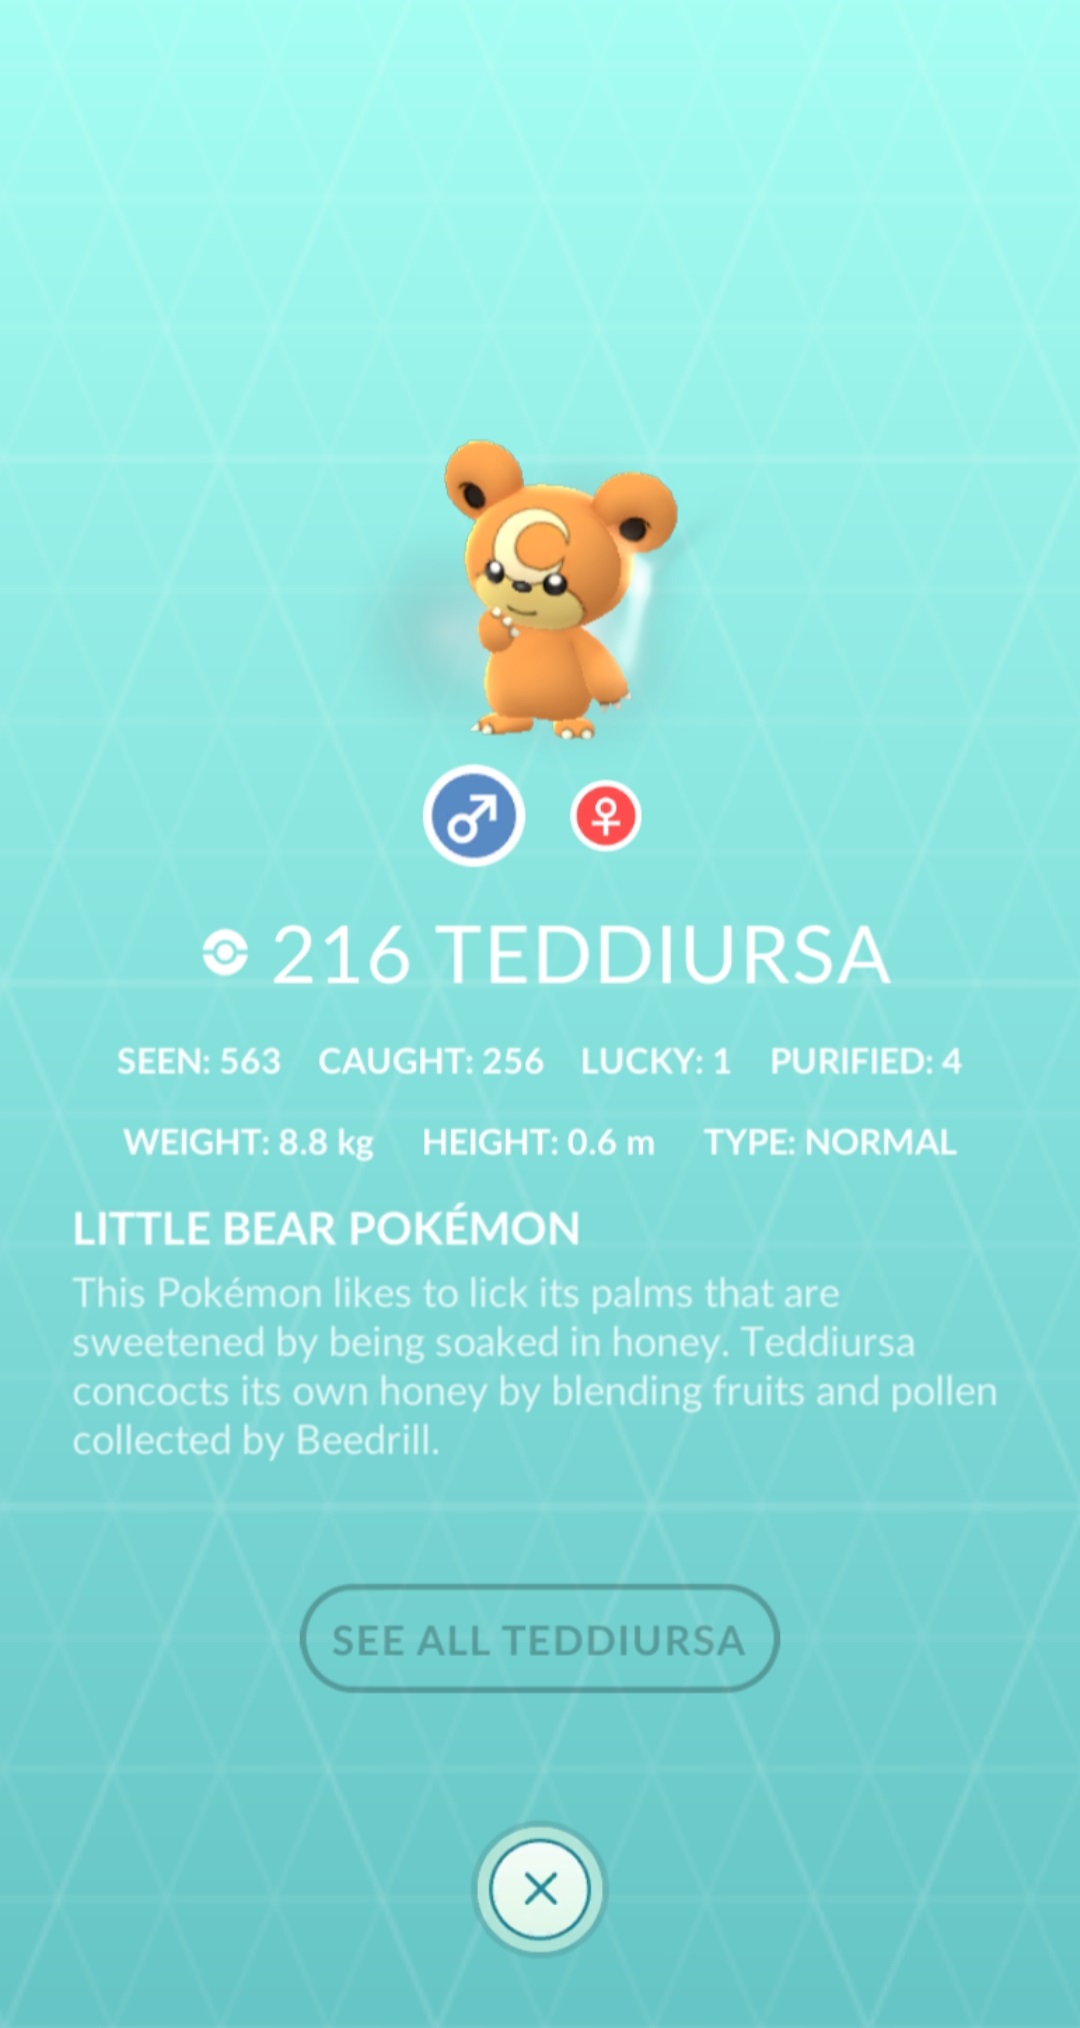 216 TEDDIURSA
SEEN: 563 CAUGHT: 256 LUCKY: 1 PURIFIED: 4
WEIGHT: 8.8 kg HEIGHT: 0.6 m TYPE: NORMAL
LITTLE BEAR POKÉMON
This Pokémon likes to lick its palms that are
sweetened by being soaked in honey. Teddiursa
concocts its own honey by blending fruits and pollen
collected by Beedrill.
SEE ALL TEDDIURSA